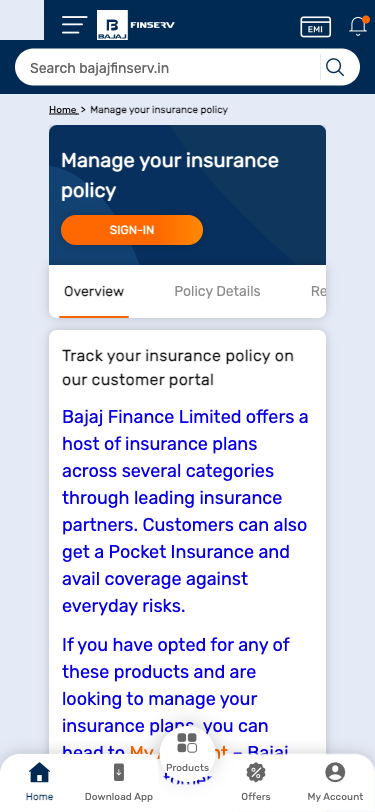 B
BAJAJ
FINSERV
EMI
Search bajajfinserv.in
Home > Manage your insurance policy
Manage your insurance
policy
SIGN-IN
Overview Policy Details Re
Track your insurance policy on
our customer portal
Bajaj Finance Limited offers a
host of insurance plans
across several categories
through leading insurance
partners. Customers can also
get a Pocket Insurance and
avail coverage against
everyday risks.
If you have opted for any of
these products and are
looking to manage your
insurance plans, you can
head to My – Bajaj
Products
Home Download App Offers My Account